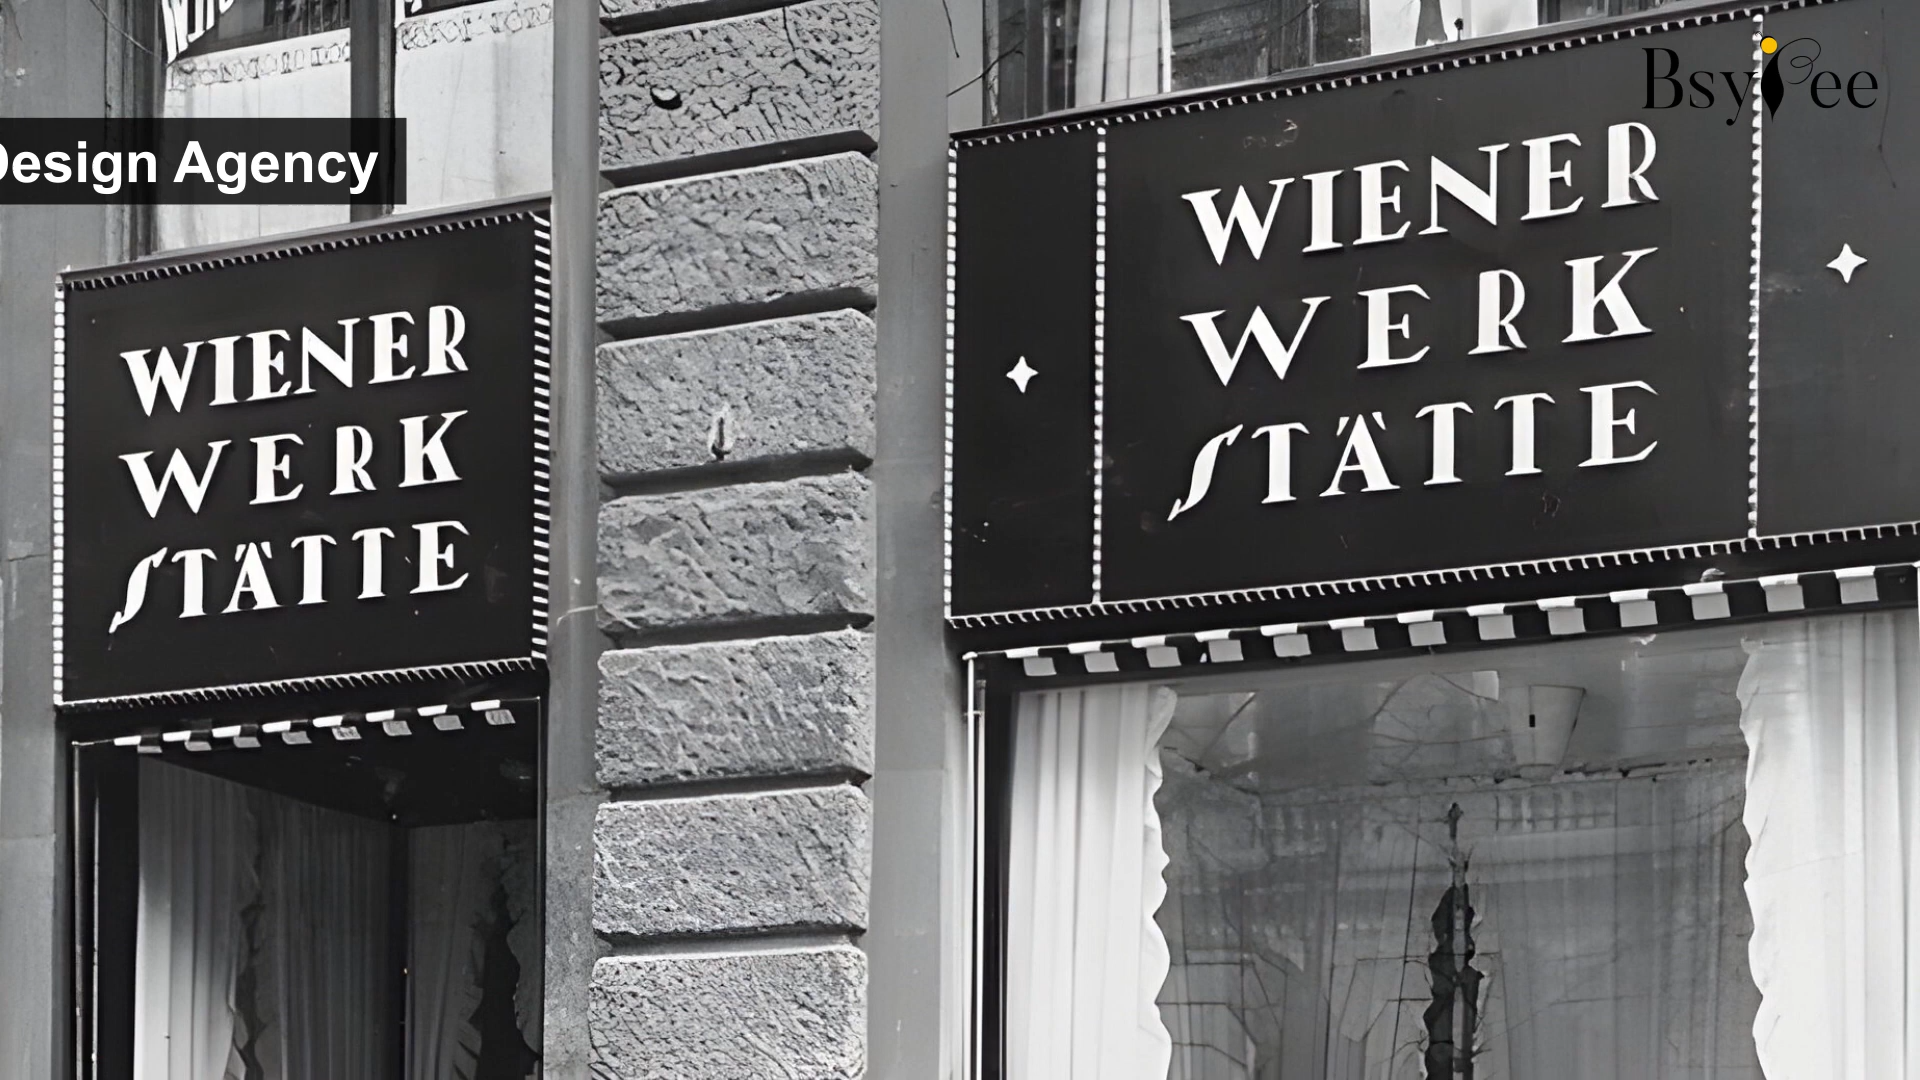 Design Agency
BsyBee
WIENER
WERK
STÄTTE
WIENER
WERK
STÄTTE